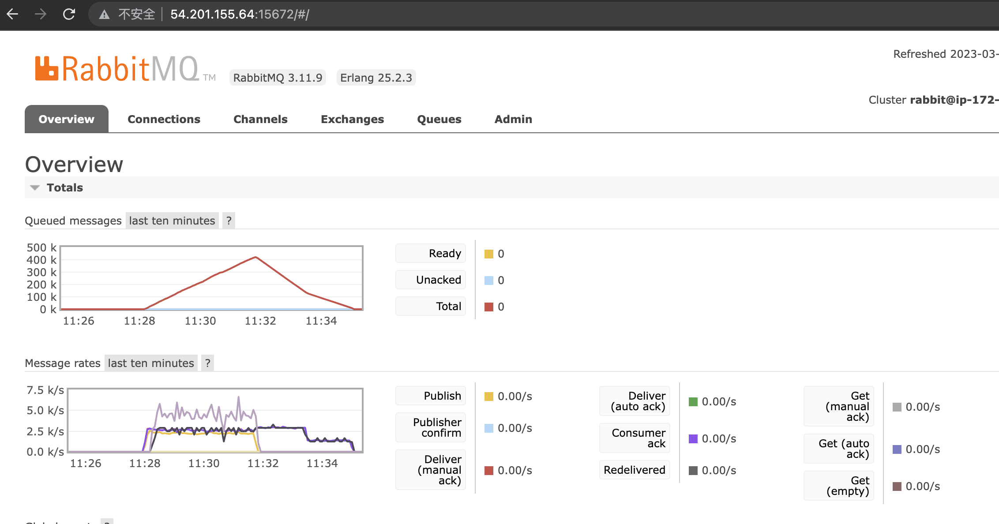 不安全 54.201.155.64:15672/#/
Refreshed 2023-03-
RabbitMQ TM RabbitMQ 3.11.9 Erlang 25.2.3
Cluster rabbit@ip-172-
Overview Connections Channels Exchanges Queues Admin
Overview
Totals
Queued messages last ten minutes ?
500 k
400 k
300 k
200 k
100 k
0 k
11:26 11:28 11:30 11:32 11:34
Ready 0
Unacked 0
Total 0
Message rates last ten minutes ?
7.5 k/s
5.0 k/s
2.5 k/s
0.0 k/s
11:26 11:28 11:30 11:32 11:34
Publish 0.00/s
Publisher
confirm 0.00/s
Deliver
(manual 0.00/s
ack)
Deliver
(auto ack) 0.00/s
Consumer
ack 0.00/s
Redelivered 0.00/s
Get
(manual 0.00/s
ack)
Get (auto
ack) 0.00/s
Get
(empty) 0.00/s